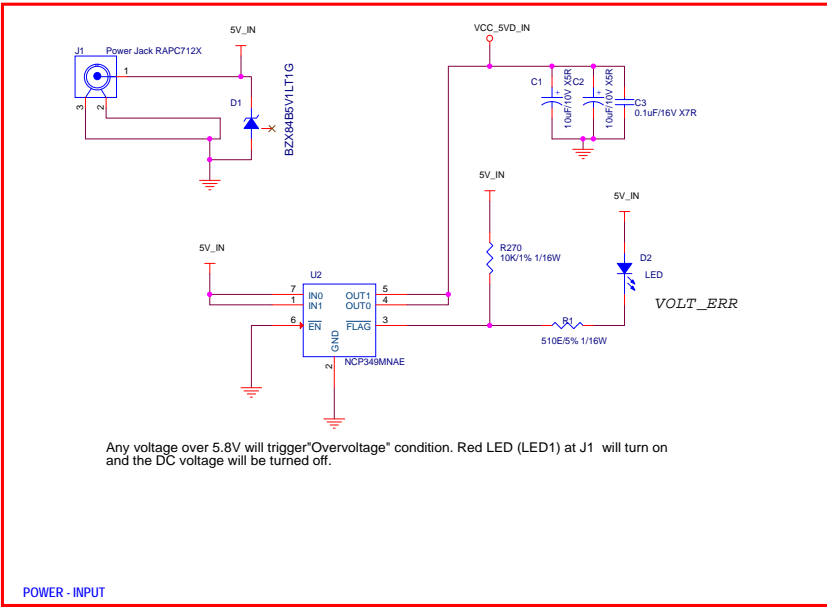 5V_IN
J1
Power Jack RAPC712X
1
3
2
D1
BZX84B5V1LT1G
VCC_5VD_IN
C1
10uF/10V X5R
C2
10uF/10V X5R
C3
0.1uF/16V X7R
5V_IN
R270
10K/1% 1/16W
5V_IN
D2
LED
VOLT_ERR
5V_IN
U2
7
IN0
1
IN1
6
EN
OUT1
5
OUT0
4
FLAG
3
GND
2
NCP349MNAE
R1
510E/5% 1/16W
Any voltage over 5.8V will trigger"Overvoltage" condition. Red LED (LED1) at J1 will turn on
and the DC voltage will be turned off.
POWER - INPUT